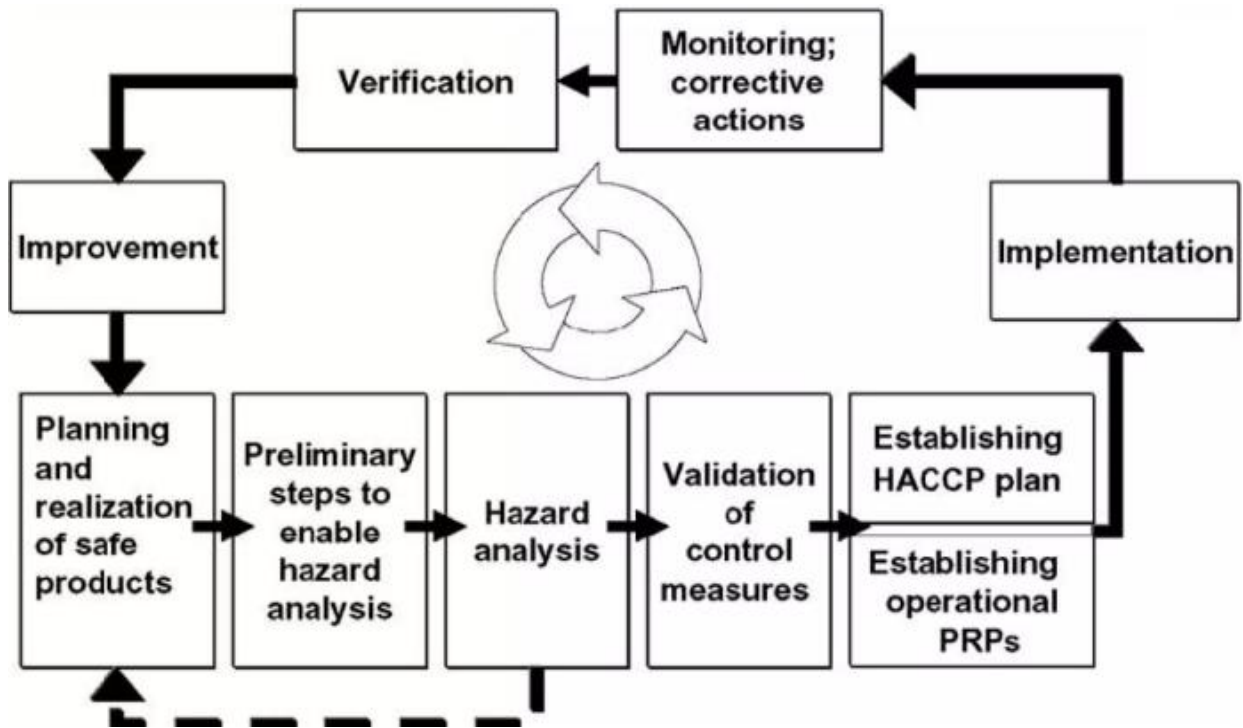 Verification
Monitoring;
corrective
actions
Improvement
Implementation
Planning
and
realization
of safe
products
Preliminary
steps to
enable
hazard
analysis
Hazard
analysis
Validation
of
control
measures
Establishing
HACCP plan
Establishing
operational
PRPs